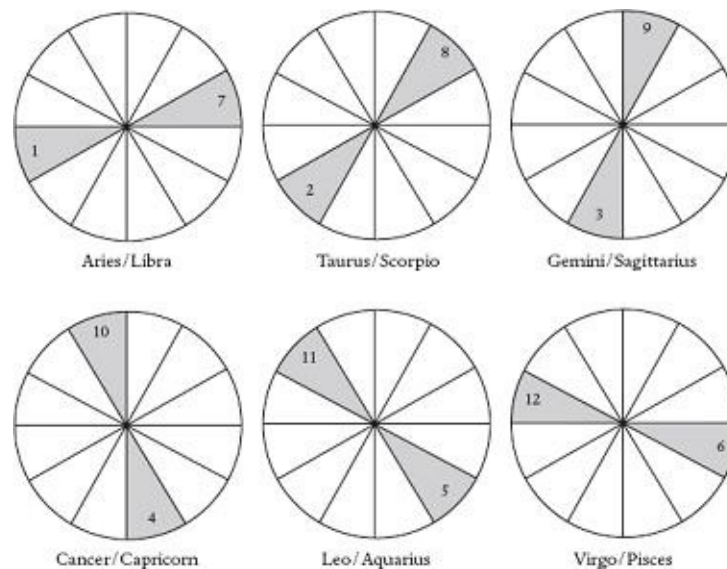 7
1
Aries/Libra
8
2
Taurus/Scorpio
9
3
Gemini/Sagittarius
10
4
Cancer/Capricorn
11
5
Leo/Aquarius
12
6
Virgo/Pisces